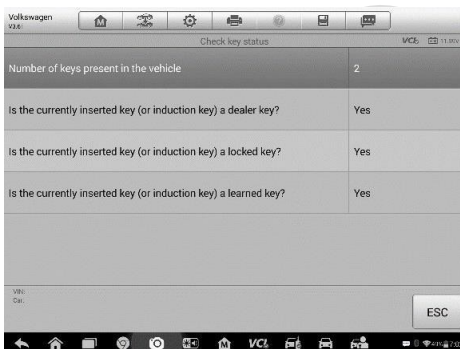 Volkswagen
Check key status
VCI
Number of keys present in the vehicle 2
Is the currently inserted key (or induction key) a dealer key? Yes
Is the currently inserted key (or induction key) a locked key? Yes
Is the currently inserted key (or induction key) a learned key? Yes
VIN:
Car:
ESC
VCI